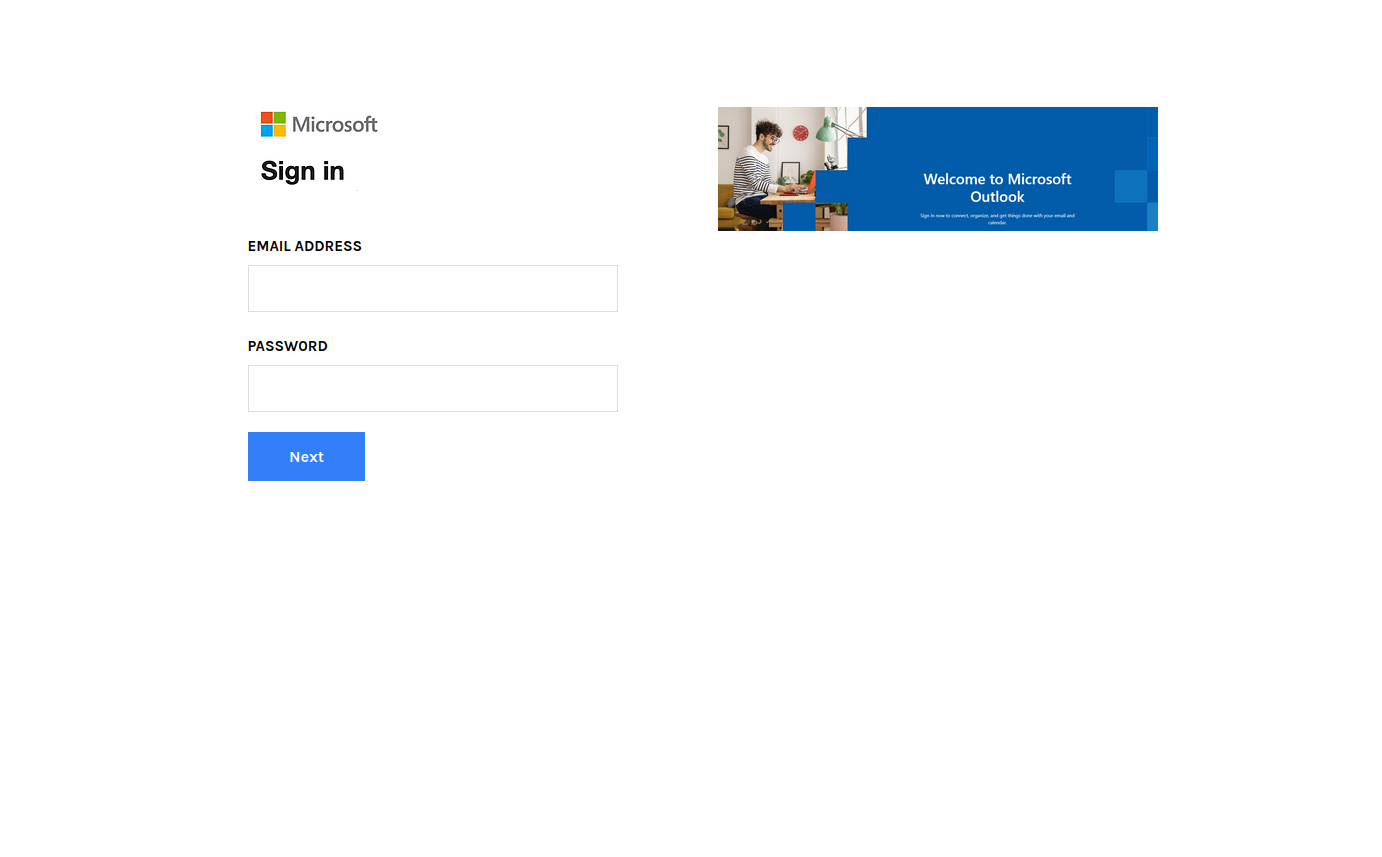 Microsoft
Sign in
EMAIL ADDRESS
PASSWORD
Next
Welcome to Microsoft
Outlook
Sign in now to connect, organize, and get things done with your email and
calendar.